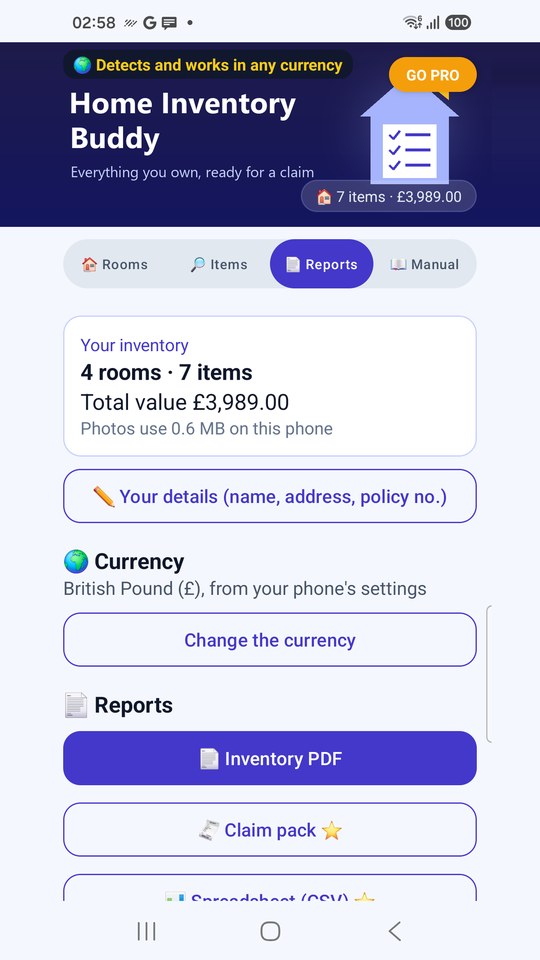 02:58
100
🌍 Detects and works in any currency
GO PRO
Home Inventory
Buddy
Everything you own, ready for a claim
🏠 7 items · £3,989.00
🏠 Rooms
🔎 Items
📄 Reports
📖 Manual
Your inventory
4 rooms · 7 items
Total value £3,989.00
Photos use 0.6 MB on this phone
✏️ Your details (name, address, policy no.)
🌍 Currency
British Pound (£), from your phone's settings
Change the currency
📄 Reports
📄 Inventory PDF
🧾 Claim pack ⭐
📊 Spreadsheet (CSV) ⭐